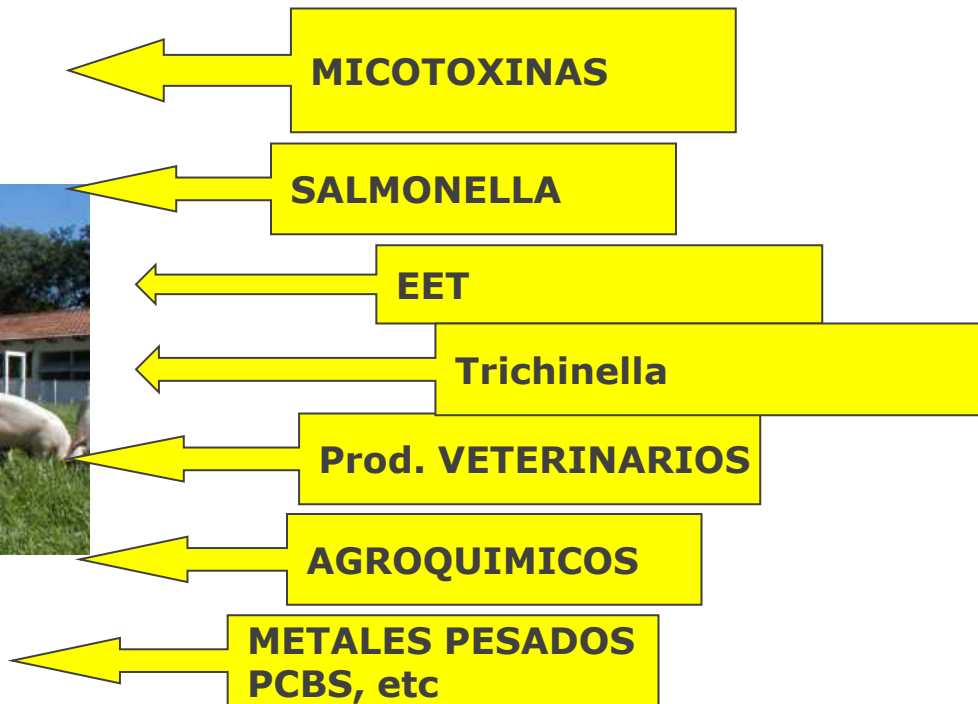 MICOTOXINAS
SALMONELLA
EET
Trichinella
Prod. VETERINARIOS
AGROQUIMICOS
METALES PESADOS
PCBS, etc